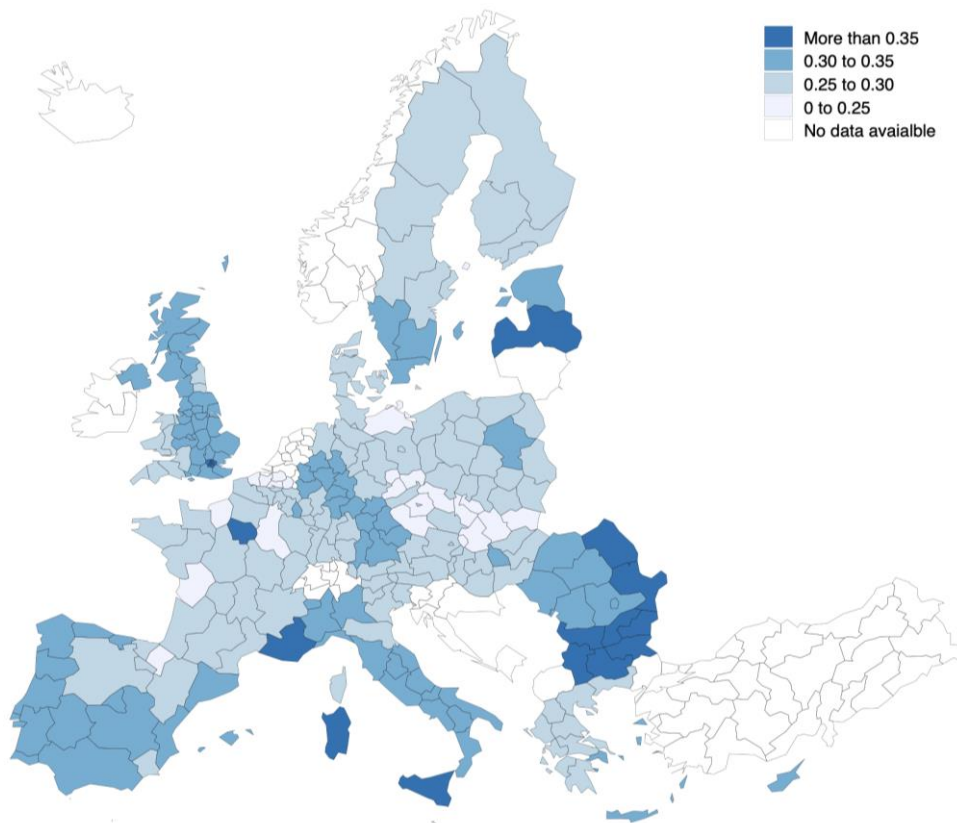 More than 0.35
0.30 to 0.35
0.25 to 0.30
0 to 0.25
No data avaialble